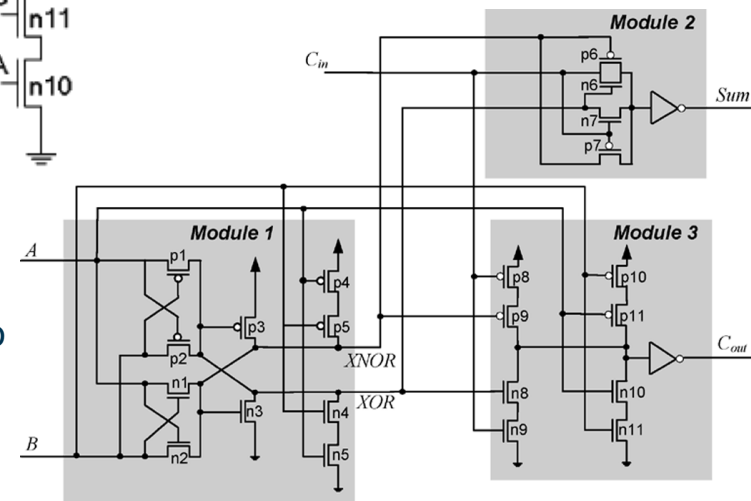 n11
A
n10
Module 2
Cin
p6
n6
n7
p7
Sum
Module 1
Module 3
A
p1
p2
p3
p4
p5
XNOR
XOR
n1
n2
n3
n4
n5
B
p8
p9
n8
n9
p10
p11
n10
n11
Cout